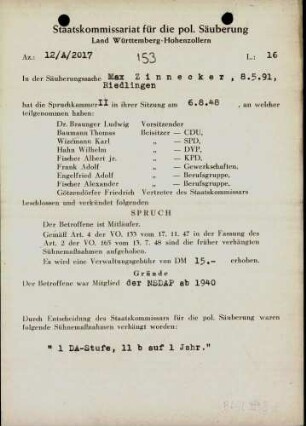 Staatskommissariat für die pol. Säuberung
Land Württemberg-Hohenzollern
Az.: 12/A/2017 153 L.: 16
In der Säuberungssache Max Zinnecker, 8.5.91,
Riedlingen
hat die Spruchkammer II in ihrer Sitzung am 6.8.48 , an welcher
teilgenommen haben:
Dr. Braunger Ludwig Vorsitzender
Baumann Thomas Beisitzer — CDU,
Wizemann Karl „ — SPD,
Hahn Wilhelm „ — DVP,
Fischer Albert jr. „ — KPD,
Frank Adolf „ — Gewerkschaften,
Engelfried Adolf „ — Berufsgruppe,
Fischer Alexander „ — Berufsgruppe,
Götzendörfer Friedrich Vertreter des Staatskommissars
beschlossen und verkündet folgenden
SPRUCH
Der Betroffene ist Mitläufer.
Gemäß Art. 4 der VO. 133 vom 17. 11. 47 in der Fassung des
Art. 2 der VO. 165 vom 13. 7. 48 sind die früher verhängten
Sühnemaßnahmen aufgehoben.
Es wird eine Verwaltungsgebühr von DM 15.— erhoben.
Gründe
Der Betroffene war Mitglied der NSDAP ab 1940
Durch Entscheidung des Staatskommissars für die pol. Säuberung waren
folgende Sühnemaßnahmen verhängt worden:
" 1 DA-Stufe, 11 b auf 1 Jahr."